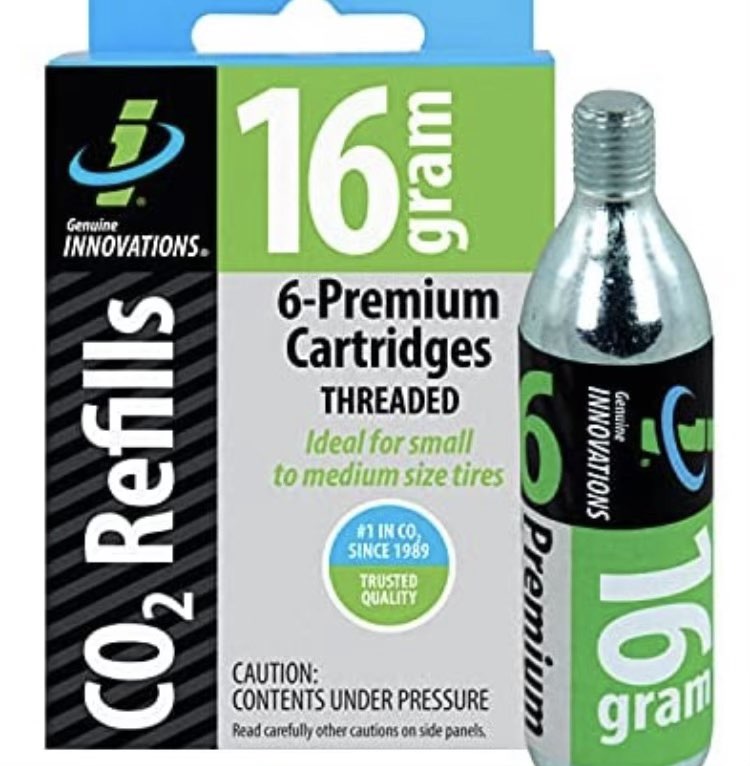 Genuine
INNOVATIONS®
CO2 Refills
16
gram
6-Premium
Cartridges
THREADED
Ideal for small
to medium size tires
#1 IN CO2
SINCE 1989
TRUSTED
QUALITY
CAUTION:
CONTENTS UNDER PRESSURE
Read carefully other cautions on side panels.
Genuine
INNOVATIONS
6
Premium
16
gram